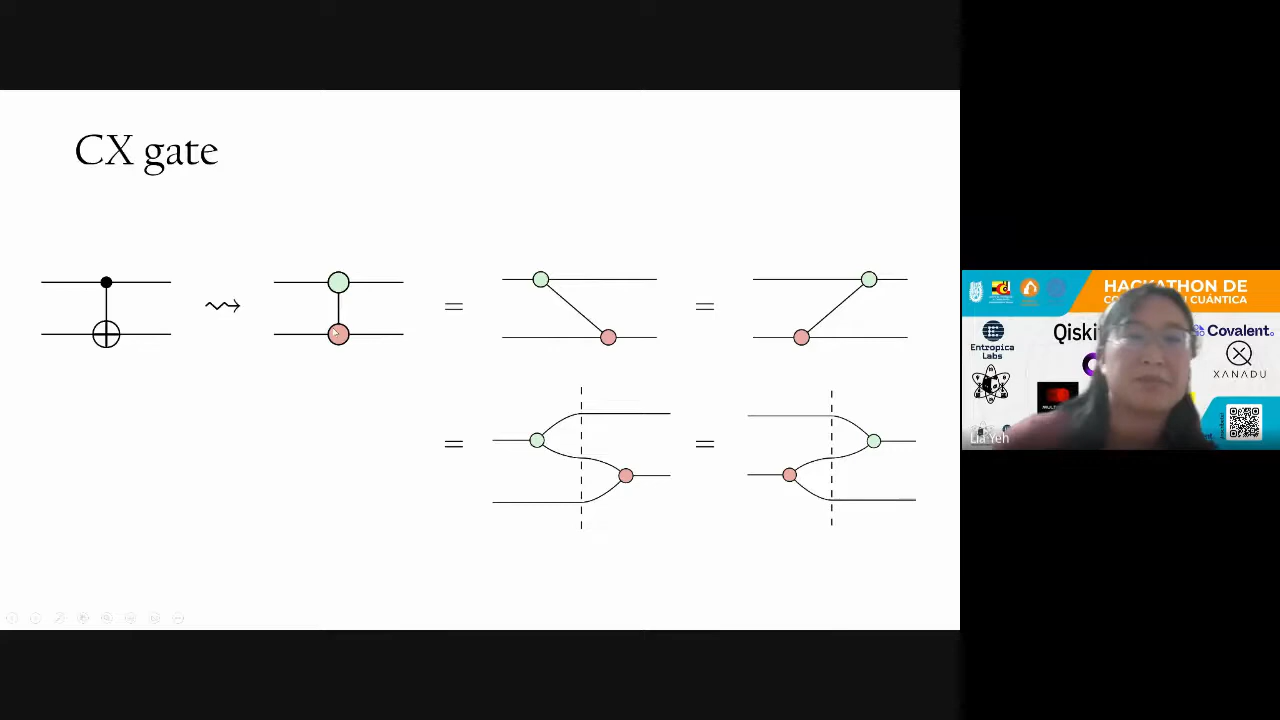 CX gate
=
=
=
=
HACKATHON DE
CUÁNTICA
Entropica
Labs
Qiski
Covalent.
XANADU
Lia Yeh